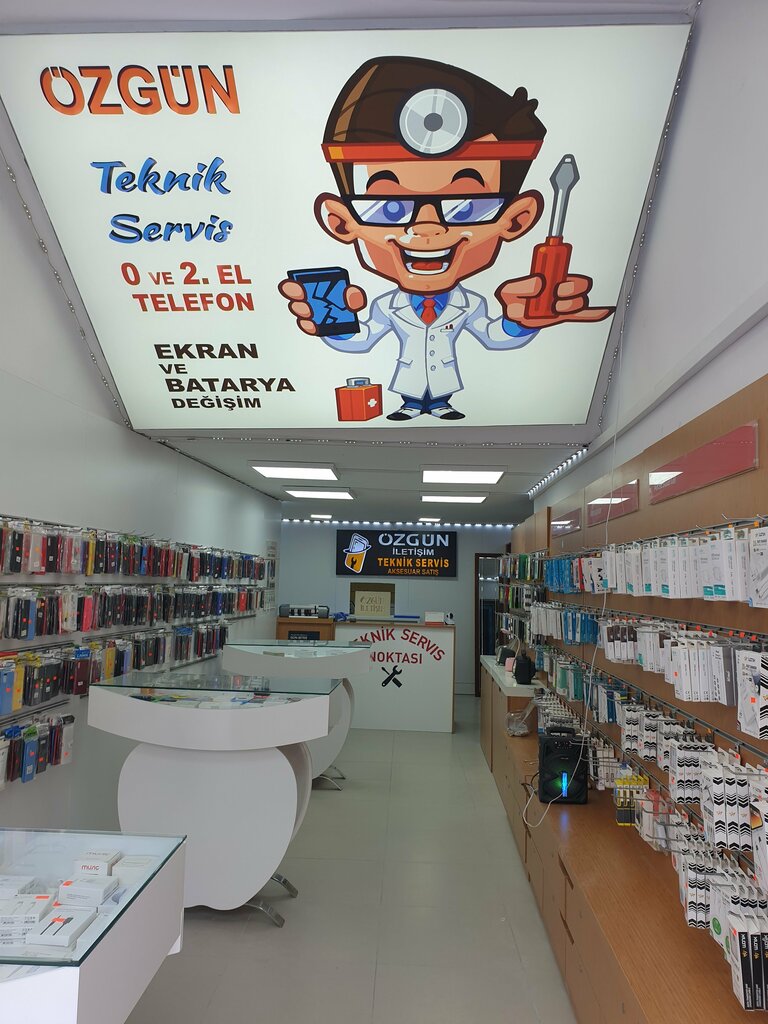 ÖZGÜN
Teknik
Servis
0 VE 2. EL
TELEFON
EKRAN
VE
BATARYA
DEĞİŞİM
ÖZGÜN
İLETİŞİM
TEKNİK SERVİS
AKSESUAR SATIŞ
TEKNİK SERVİS
NOKTASI